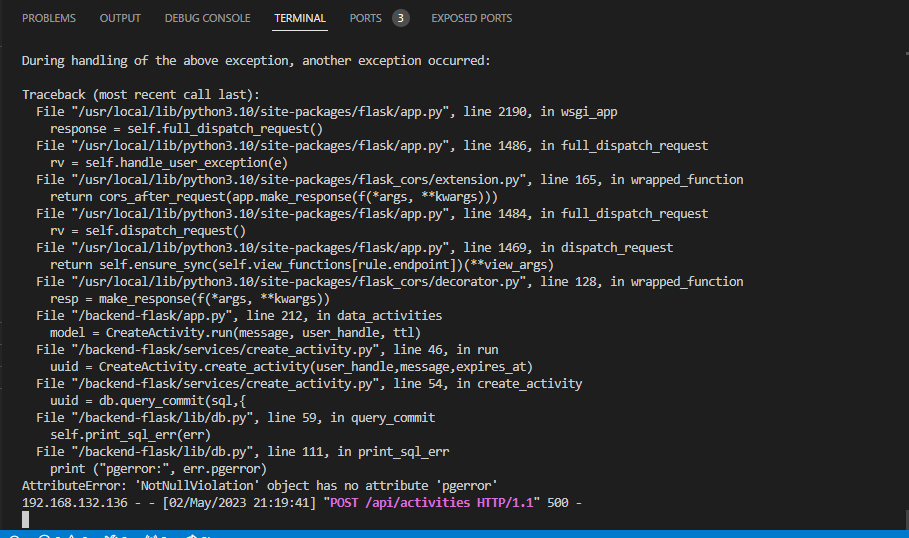 PROBLEMS OUTPUT DEBUG CONSOLE TERMINAL PORTS 3 EXPOSED PORTS
During handling of the above exception, another exception occurred:
Traceback (most recent call last):
  File "/usr/local/lib/python3.10/site-packages/flask/app.py", line 2190, in wsgi_app
    response = self.full_dispatch_request()
  File "/usr/local/lib/python3.10/site-packages/flask/app.py", line 1486, in full_dispatch_request
    rv = self.handle_user_exception(e)
  File "/usr/local/lib/python3.10/site-packages/flask_cors/extension.py", line 165, in wrapped_function
    return cors_after_request(app.make_response(f(*args, **kwargs)))
  File "/usr/local/lib/python3.10/site-packages/flask/app.py", line 1484, in full_dispatch_request
    rv = self.dispatch_request()
  File "/usr/local/lib/python3.10/site-packages/flask/app.py", line 1469, in dispatch_request
    return self.ensure_sync(self.view_functions[rule.endpoint])(**view_args)
  File "/usr/local/lib/python3.10/site-packages/flask_cors/decorator.py", line 128, in wrapped_function
    resp = make_response(f(*args, **kwargs))
  File "/backend-flask/app.py", line 212, in data_activities
    model = CreateActivity.run(message, user_handle, ttl)
  File "/backend-flask/services/create_activity.py", line 46, in run
    uuid = CreateActivity.create_activity(user_handle,message,expires_at)
  File "/backend-flask/services/create_activity.py", line 54, in create_activity
    uuid = db.query_commit(sql,{
  File "/backend-flask/lib/db.py", line 59, in query_commit
    self.print_sql_err(err)
  File "/backend-flask/lib/db.py", line 111, in print_sql_err
    print ("pgerror:", err.pgerror)
AttributeError: 'NotNullViolation' object has no attribute 'pgerror'
192.168.132.136 - - [02/May/2023 21:19:41] "POST /api/activities HTTP/1.1" 500 -